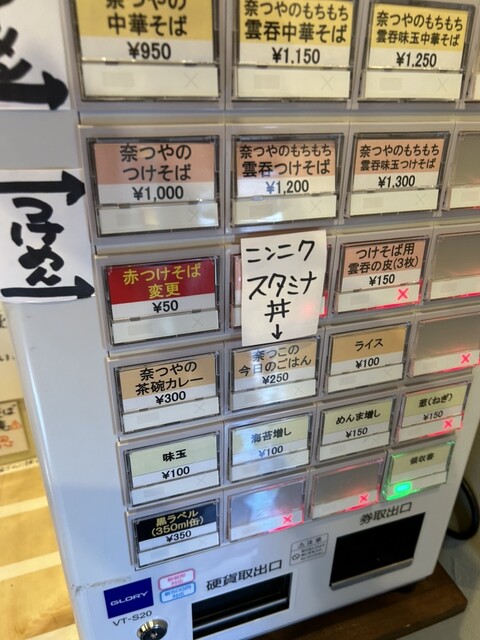 奈つやの
中華そば
¥950
奈つやのもちもち
雲呑中華そば
¥1,150
奈つやのもちもち
雲呑味玉中華そば
¥1,250
奈つやの
つけそば
¥1,000
奈つやのもちもち
雲呑つけそば
¥1,200
奈つやのもちもち
雲呑味玉つけそば
¥1,300
つけめん
赤つけそば
変更
¥50
ニンニク
スタミナ
丼
↓
つけそば用
雲呑の皮(3枚)
¥150
奈つやの
茶碗カレー
¥300
奈つこの
今日のごはん
¥250
ライス
¥100
味玉
¥100
海苔増し
¥100
めんま増し
¥150
葱(ねぎ)
¥150
黒ラベル
(350ml缶)
¥350
領収書
GLORY
VT-S20
硬貨取出口
券取出口